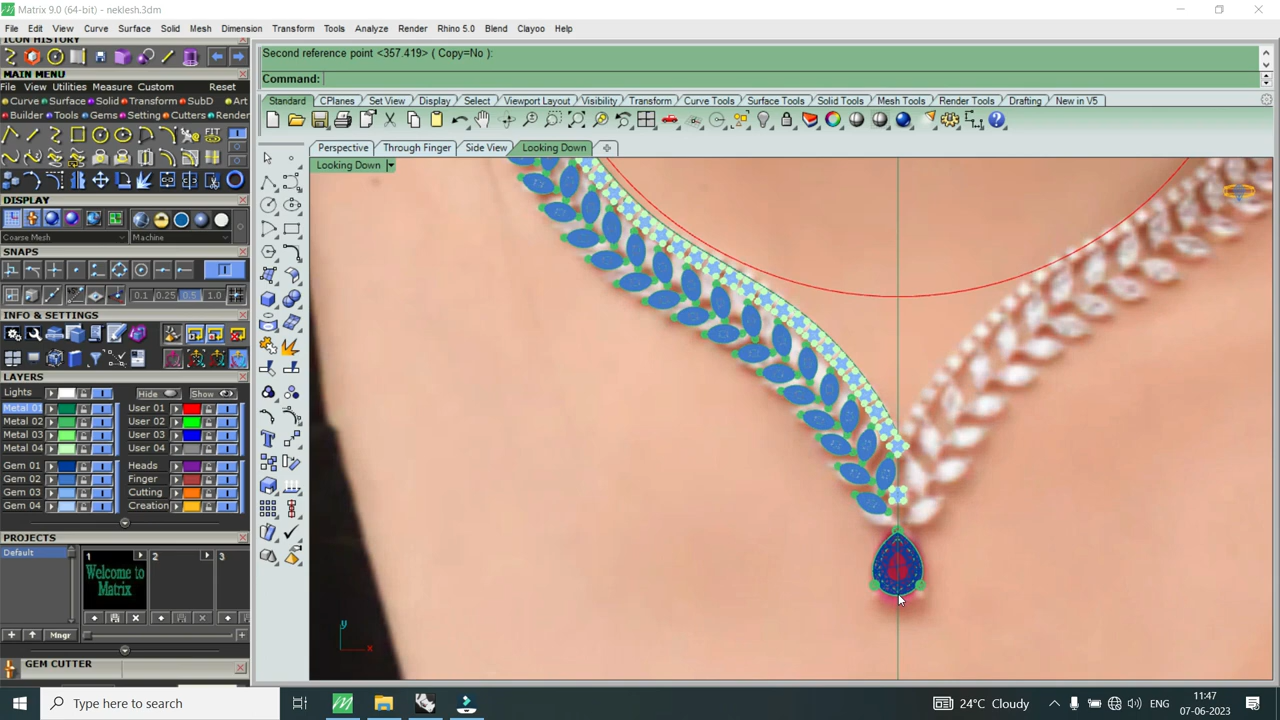 Matrix 9.0 (64-bit) - neklesh.3dm
File Edit View Curve Surface Solid Mesh Dimension Transform Tools Analyze Render Rhino 5.0 Blend Clayoo Help
ICON HISTORY
Second reference point <357.419> ( Copy=No ):
Command:
MAIN MENU
File View Utilities Measure Custom Reset
Curve Surface Solid Transform SubD Art
Builder Tools Gems Setting Cutters Render
Standard CPlanes Set View Display Select Viewport Layout Visibility Transform Curve Tools Surface Tools Solid Tools Mesh Tools Render Tools Drafting New in V5
Perspective Through Finger Side View Looking Down
Looking Down
FIT
DISPLAY
Coarse Mesh Machine
SNAPS
0.1 0.25 0.5 1.0
INFO & SETTINGS
LAYERS
Lights Hide Show
Metal 01 User 01
Metal 02 User 02
Metal 03 User 03
Metal 04 User 04
Gem 01 Heads
Gem 02 Finger
Gem 03 Cutting
Gem 04 Creation
PROJECTS
Default 1 2 3
Welcome to
Matrix
Mngr
GEM CUTTER
y
x
Type here to search
24°C Cloudy
ENG
11:47
07-06-2023